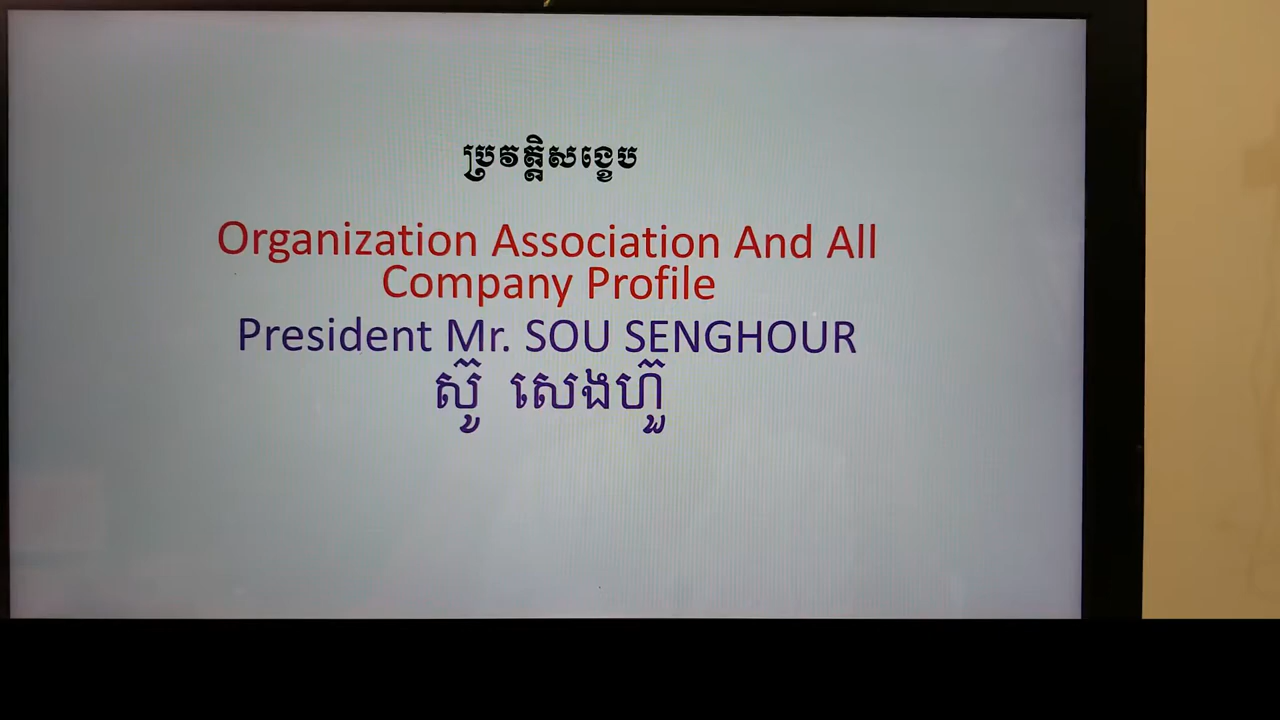 ប្រវត្តិសង្ខេប
Organization Association And All
Company Profile
President Mr. SOU SENGHOUR
ស៊ូ សេងហ៊ួ